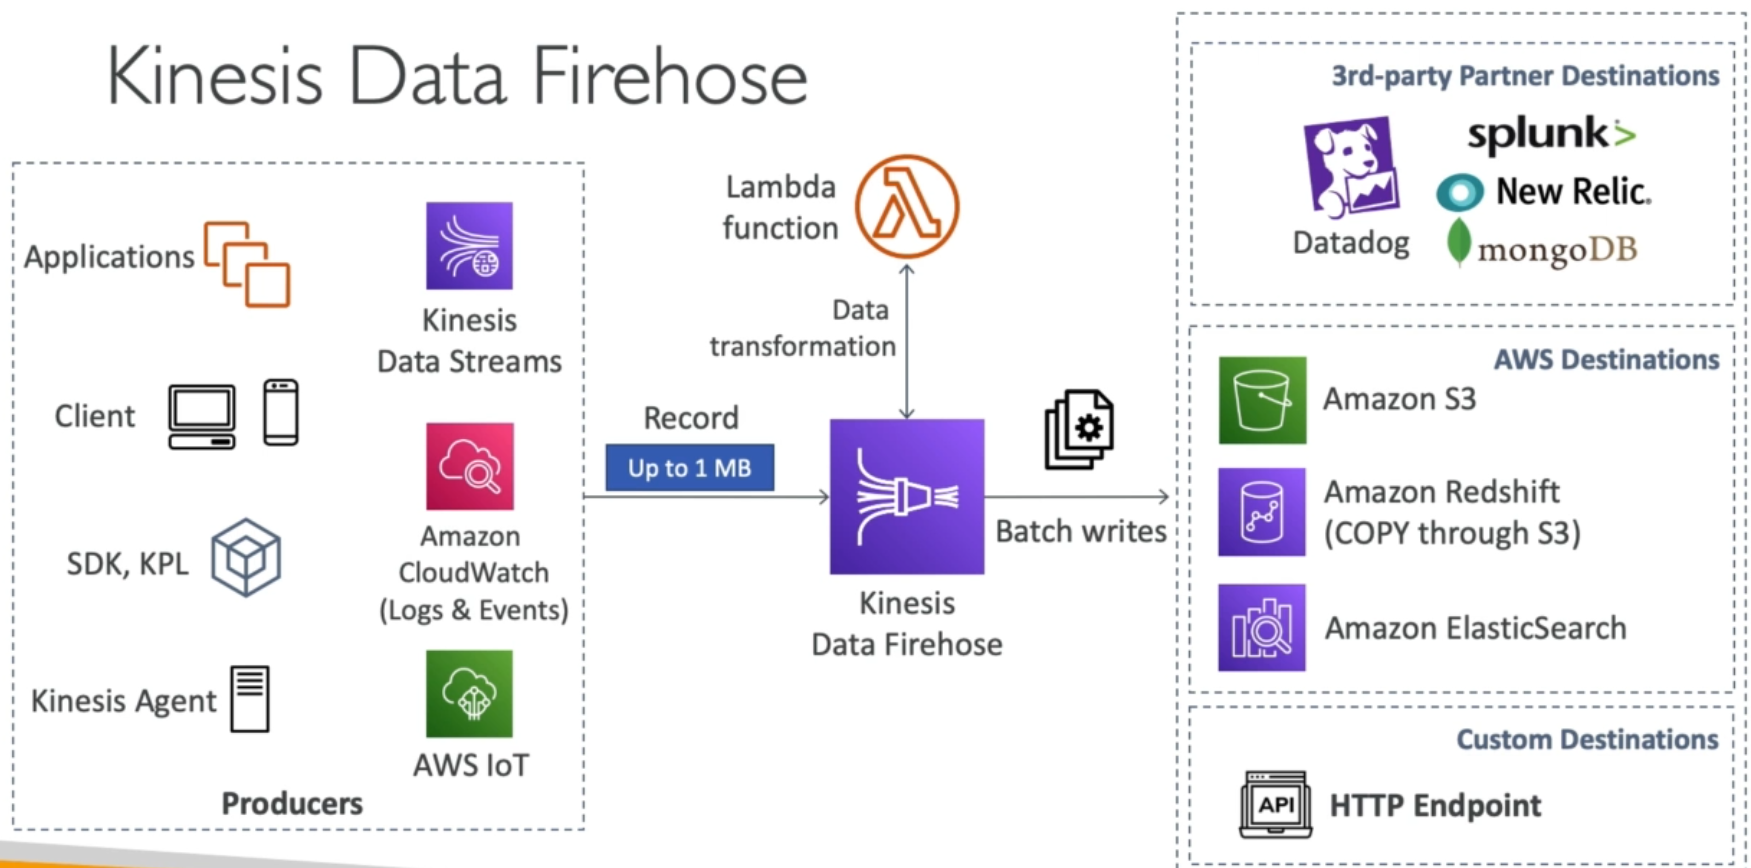 Kinesis Data Firehose
Applications
Kinesis
Data Streams
Client
Amazon
CloudWatch
(Logs & Events)
SDK, KPL
Kinesis Agent
AWS IoT
Producers
Record
Up to 1 MB
Lambda
function
Data
transformation
Kinesis
Data Firehose
Batch writes
3rd-party Partner Destinations
Datadog
splunk>
New Relic.
mongoDB
AWS Destinations
Amazon S3
Amazon Redshift
(COPY through S3)
Amazon ElasticSearch
Custom Destinations
API
HTTP Endpoint